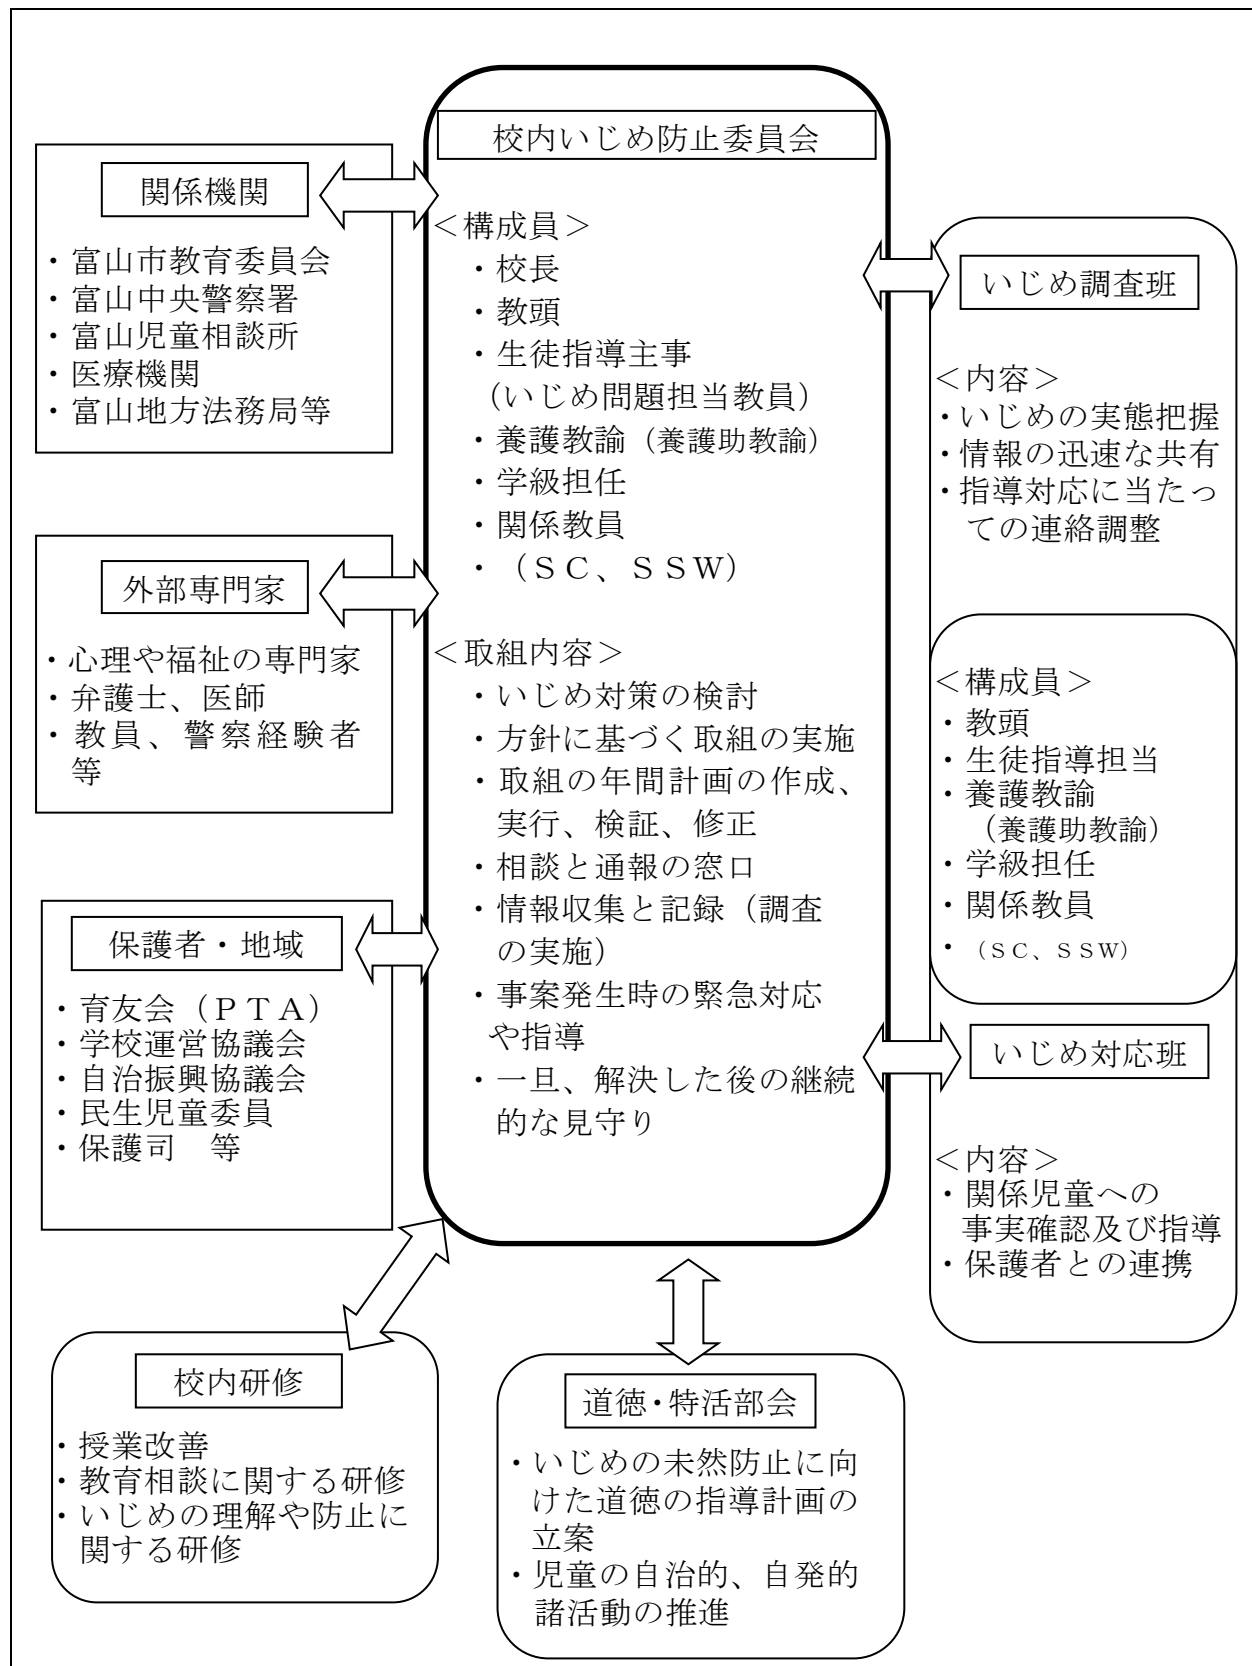 校内いじめ防止委員会
＜構成員＞
・校長
・教頭
・生徒指導主事
（いじめ問題担当教員）
・養護教諭（養護助教諭）
・学級担任
・関係教員
・（ＳＣ、ＳＳＷ）
＜取組内容＞
・いじめ対策の検討
・方針に基づく取組の実施
・取組の年間計画の作成、
実行、検証、修正
・相談と通報の窓口
・情報収集と記録（調査
の実施）
・事案発生時の緊急対応
や指導
・一旦、解決した後の継続
的な見守り
関係機関
・富山市教育委員会
・富山中央警察署
・富山児童相談所
・医療機関
・富山地方法務局等
外部専門家
・心理や福祉の専門家
・弁護士、医師
・教員、警察経験者
等
保護者・地域
・育友会（ＰＴＡ）
・学校運営協議会
・自治振興協議会
・民生児童委員
・保護司　等
いじめ調査班
＜内容＞
・いじめの実態把握
・情報の迅速な共有
・指導対応に当たっ
ての連絡調整
＜構成員＞
・教頭
・生徒指導担当
・養護教諭
（養護助教諭）
・学級担任
・関係教員
・（ＳＣ、ＳＳＷ）
いじめ対応班
＜内容＞
・関係児童への
事実確認及び指導
・保護者との連携
校内研修
・授業改善
・教育相談に関する研修
・いじめの理解や防止に
関する研修
道徳・特活部会
・いじめの未然防止に向
けた道徳の指導計画の
立案
・児童の自治的、自発的
諸活動の推進